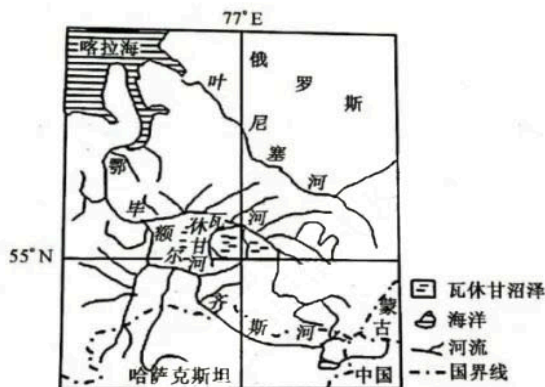 77°E
喀拉海
叶
尼
塞
河
俄
罗
斯
鄂
毕
河
额
尔
齐
斯
河
瓦
休
甘
河
55°N
蒙
古
哈萨克斯坦
中国
瓦休甘沼泽
海洋
河流
国界线